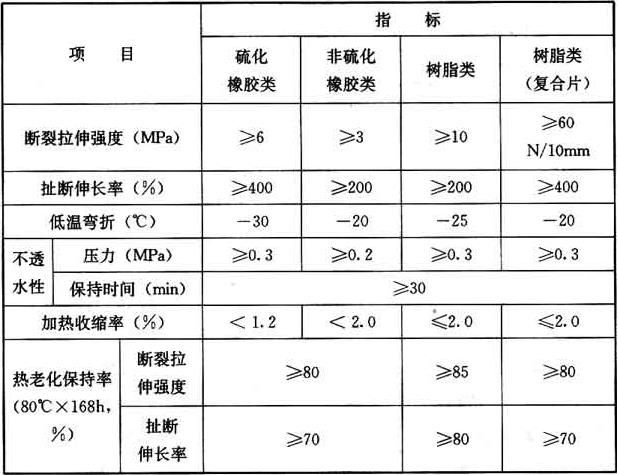 项 目
指 标
硫化
橡胶类
非硫化
橡胶类
树脂类
树脂类
（复合片）
断裂拉伸强度（MPa） ≥6 ≥3 ≥10 ≥60
N/10mm
扯断伸长率（%） ≥400 ≥200 ≥200 ≥400
低温弯折（℃） －30 －20 －25 －20
不透
水性
压力（MPa） ≥0.3 ≥0.2 ≥0.3 ≥0.3
保持时间（min） ≥30
加热收缩率（%） ＜1.2 ＜2.0 ≤2.0 ≤2.0
热老化保持率
（80℃×168h，
%）
断裂拉
伸强度
≥80 ≥85 ≥80
扯断
伸长率
≥70 ≥80 ≥70